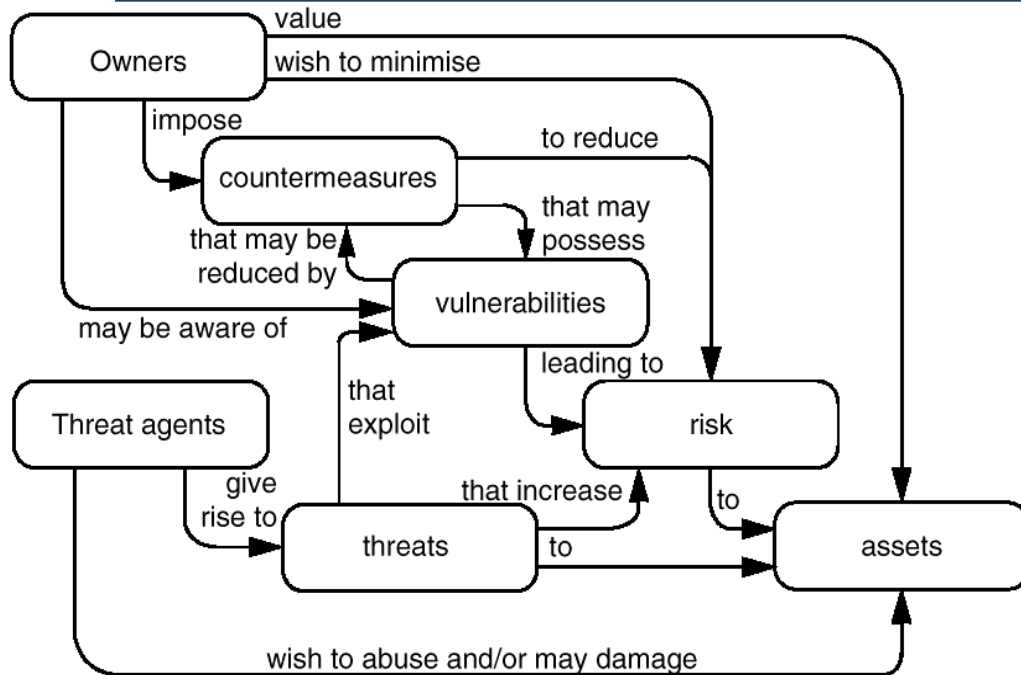 value
Owners
wish to minimise
impose
to reduce
countermeasures
that may
possess
that may be
reduced by
vulnerabilities
may be aware of
leading to
that
exploit
Threat agents
risk
give
rise to
that increase
to
threats
to
assets
wish to abuse and/or may damage